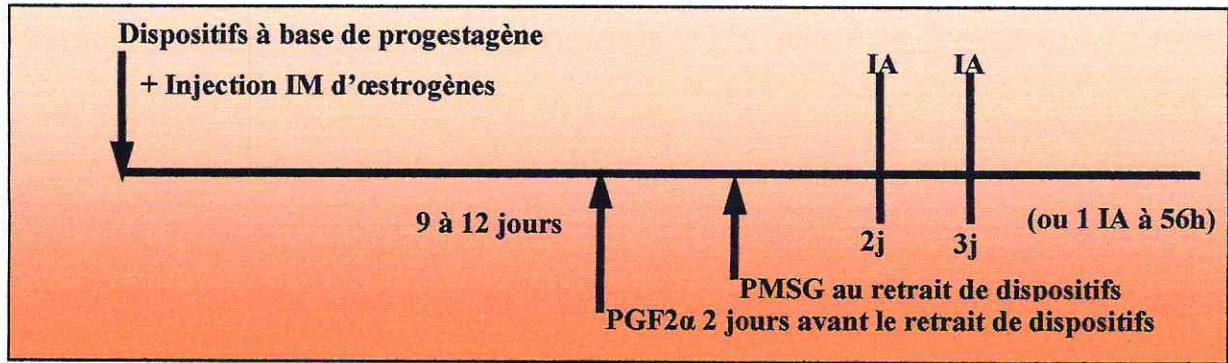 Dispositifs à base de progestagène
+ Injection IM d’œstrogènes
IA IA
9 à 12 jours
2j 3j
(ou 1 IA à 56h)
PMSG au retrait de dispositifs
PGF2α 2 jours avant le retrait de dispositifs